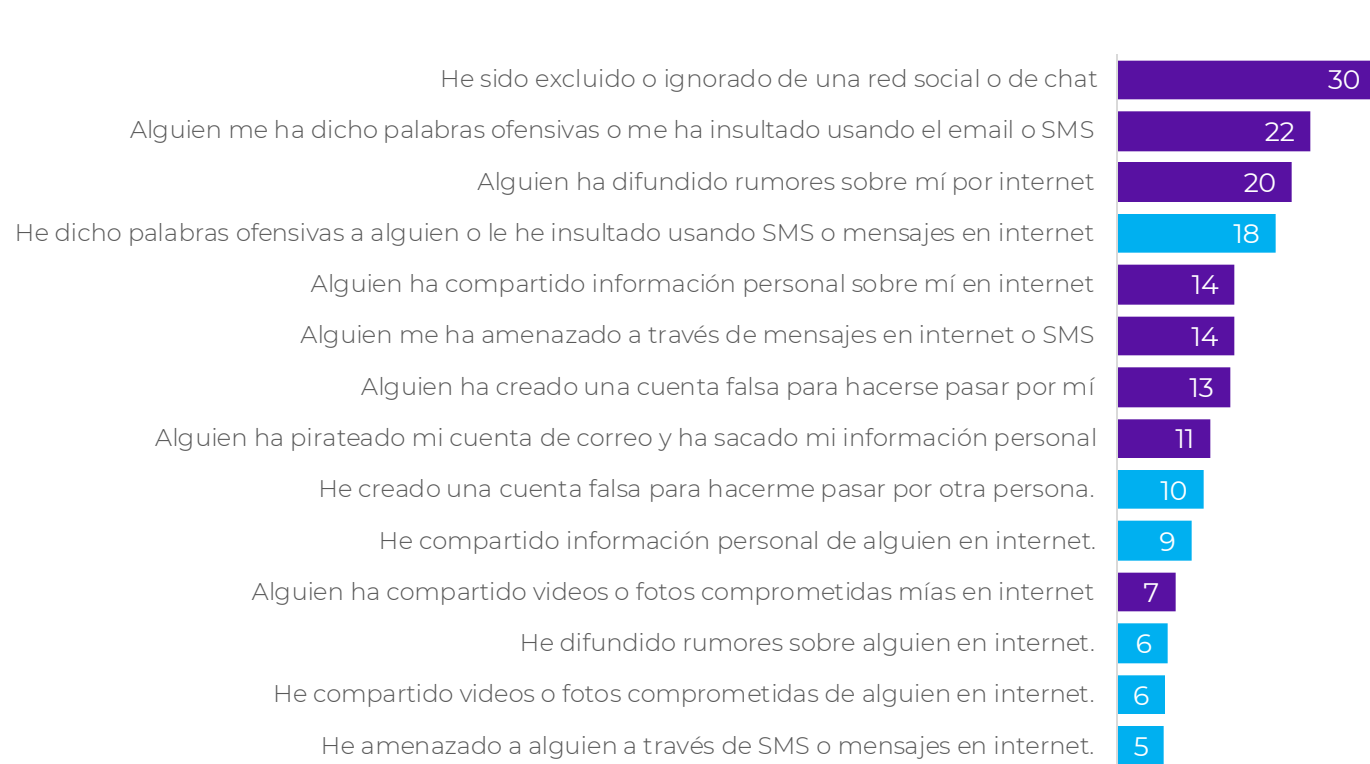 He sido excluido o ignorado de una red social o de chat 30
Alguien me ha dicho palabras ofensivas o me ha insultado usando el email o SMS 22
Alguien ha difundido rumores sobre mí por internet 20
He dicho palabras ofensivas a alguien o le he insultado usando SMS o mensajes en internet 18
Alguien ha compartido información personal sobre mí en internet 14
Alguien me ha amenazado a través de mensajes en internet o SMS 14
Alguien ha creado una cuenta falsa para hacerse pasar por mí 13
Alguien ha pirateado mi cuenta de correo y ha sacado mi información personal 11
He creado una cuenta falsa para hacerme pasar por otra persona. 10
He compartido información personal de alguien en internet. 9
Alguien ha compartido videos o fotos comprometidas mías en internet 7
He difundido rumores sobre alguien en internet. 6
He compartido videos o fotos comprometidas de alguien en internet. 6
He amenazado a alguien a través de SMS o mensajes en internet. 5